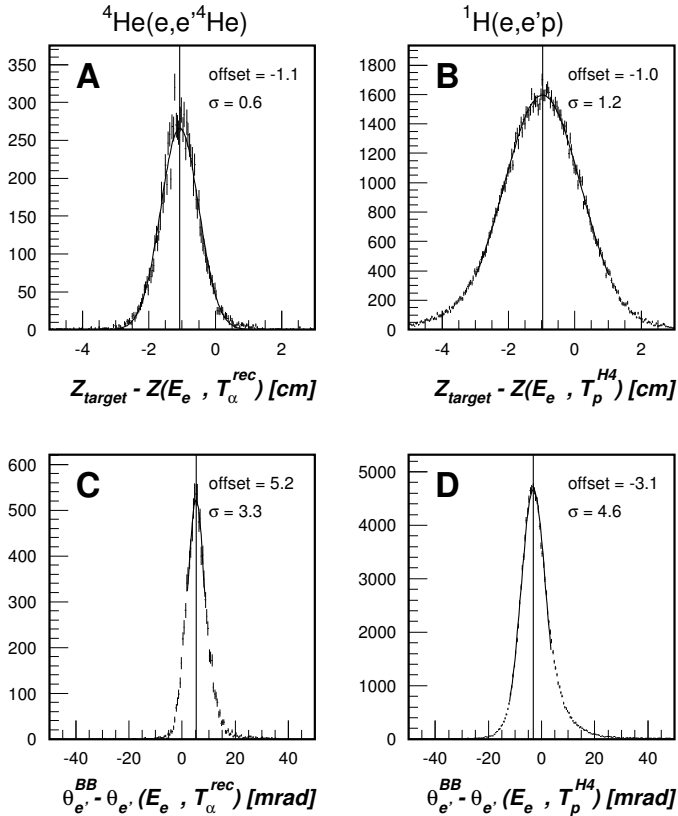 ⁴He(e,e'⁴He)
A
offset = -1.1
σ = 0.6
350
300
250
200
150
100
50
0
-4 -2 0 2
Z_target - Z(E_e , T_α^rec) [cm]
¹H(e,e'p)
B
offset = -1.0
σ = 1.2
1800
1600
1400
1200
1000
800
600
400
200
0
-4 -2 0 2
Z_target - Z(E_e , T_p^H4) [cm]
C
offset = 5.2
σ = 3.3
600
500
400
300
200
100
0
-40 -20 0 20 40
θ_e'^BB - θ_e' (E_e , T_α^rec) [mrad]
D
offset = -3.1
σ = 4.6
5000
4000
3000
2000
1000
0
-40 -20 0 20 40
θ_e'^BB - θ_e' (E_e , T_p^H4) [mrad]